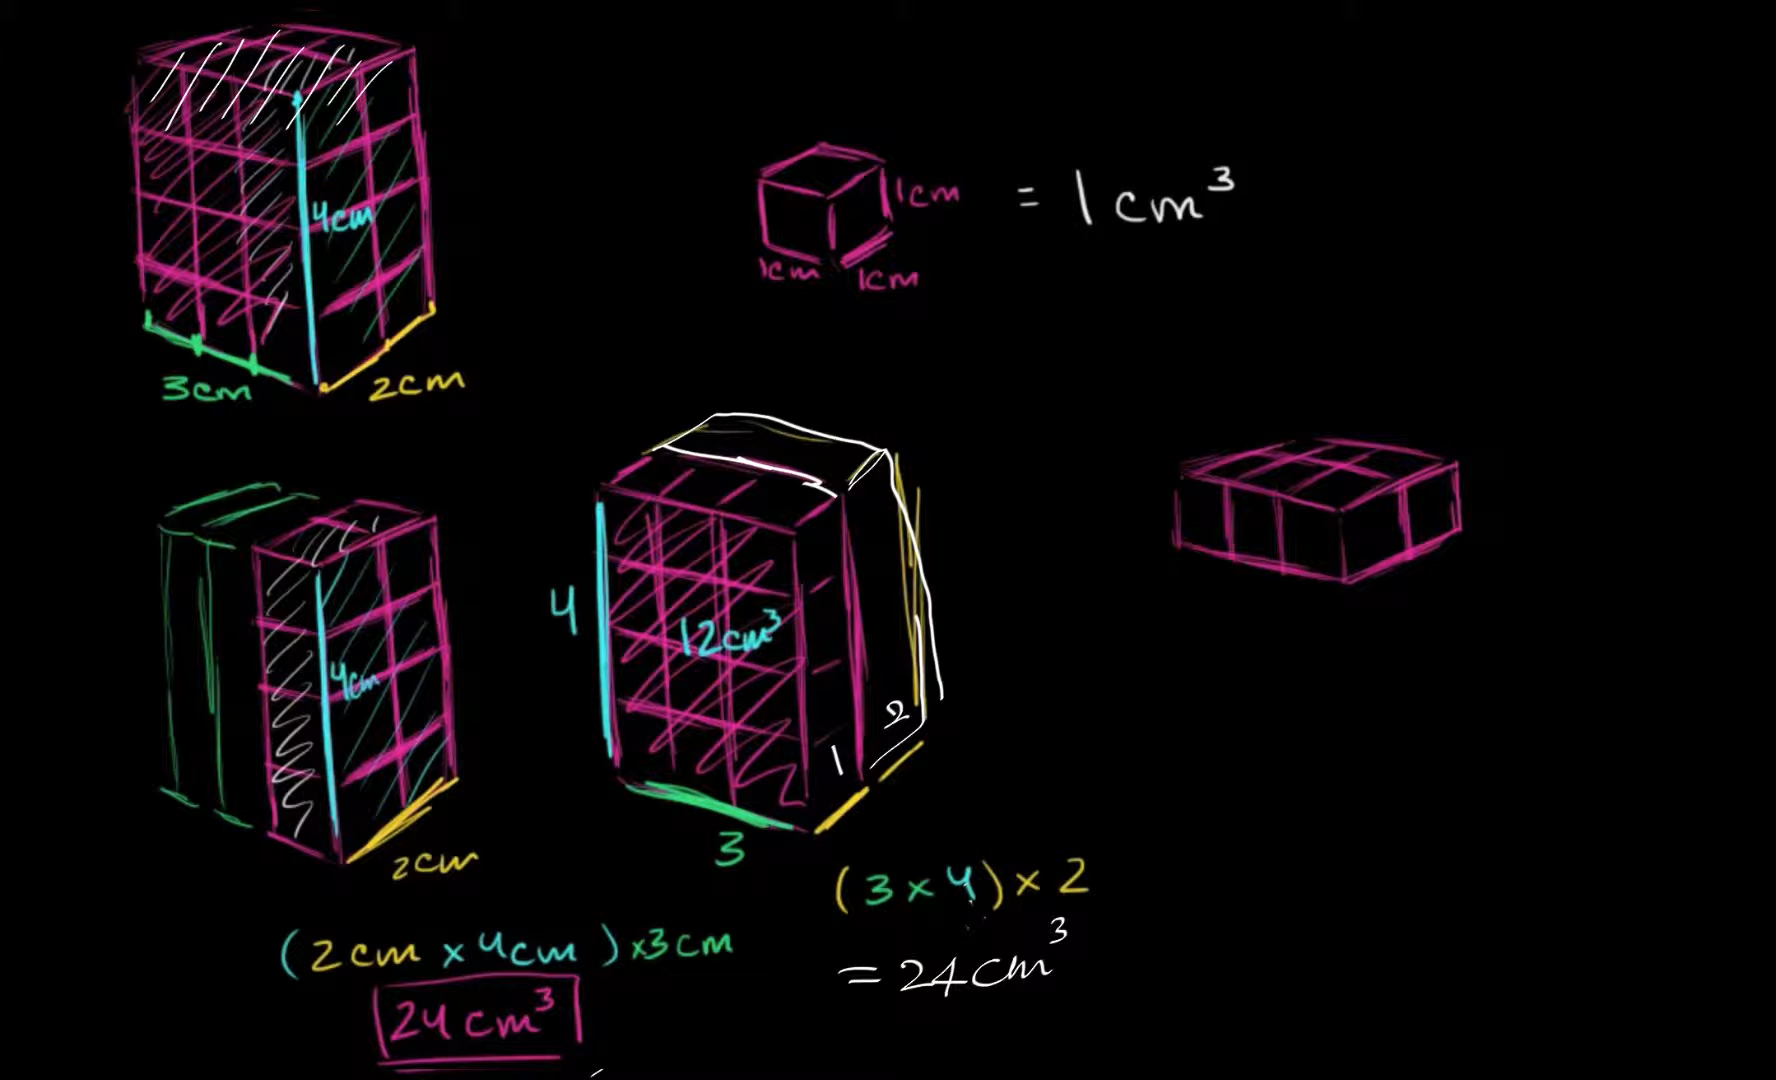 4cm
3cm
2cm
1cm
1cm
1cm
= 1 cm³
4cm
2cm
(2cm x 4cm) x3cm
24 cm³
4
12cm³
1
2
3
(3 x 4) x 2
= 24cm³